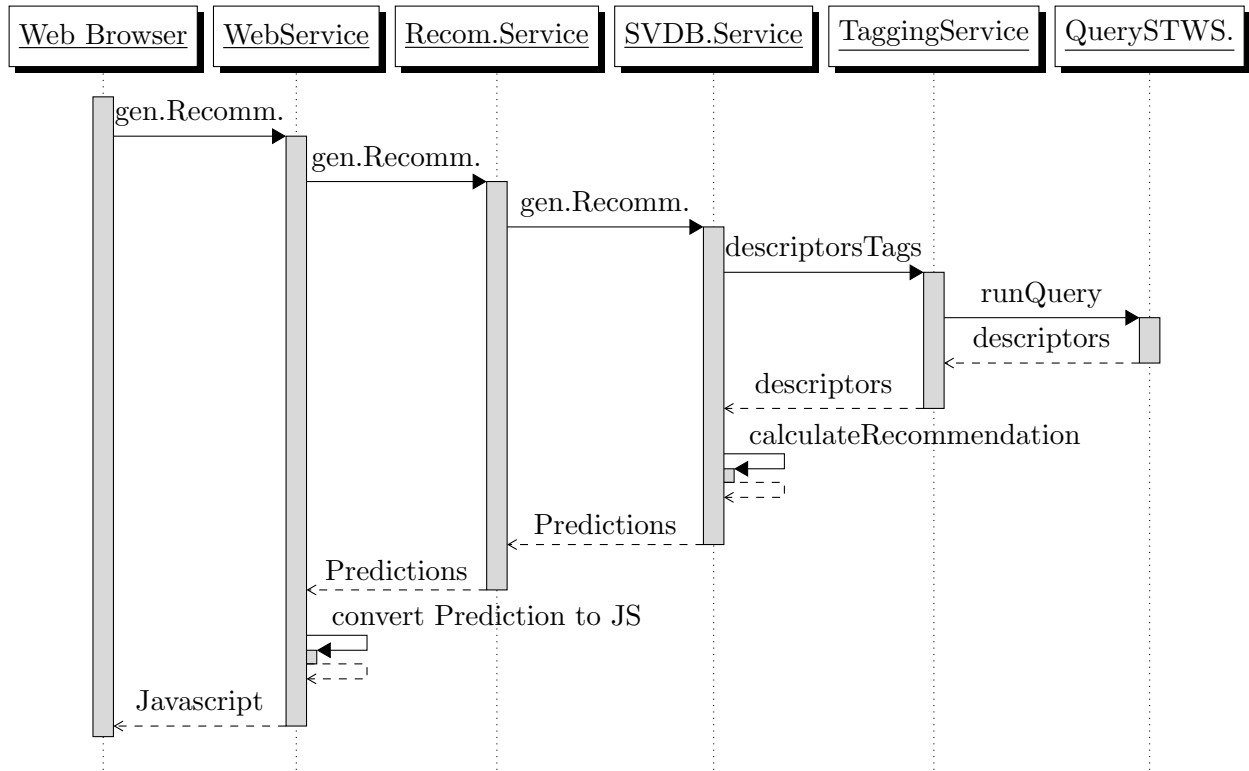 Web Browser
WebService
Recom.Service
SVDB.Service
TaggingService
QuerySTWS.
gen.Recomm.
gen.Recomm.
gen.Recomm.
descriptorsTags
runQuery
descriptors
descriptors
calculateRecommendation
Predictions
Predictions
convert Prediction to JS
Javascript